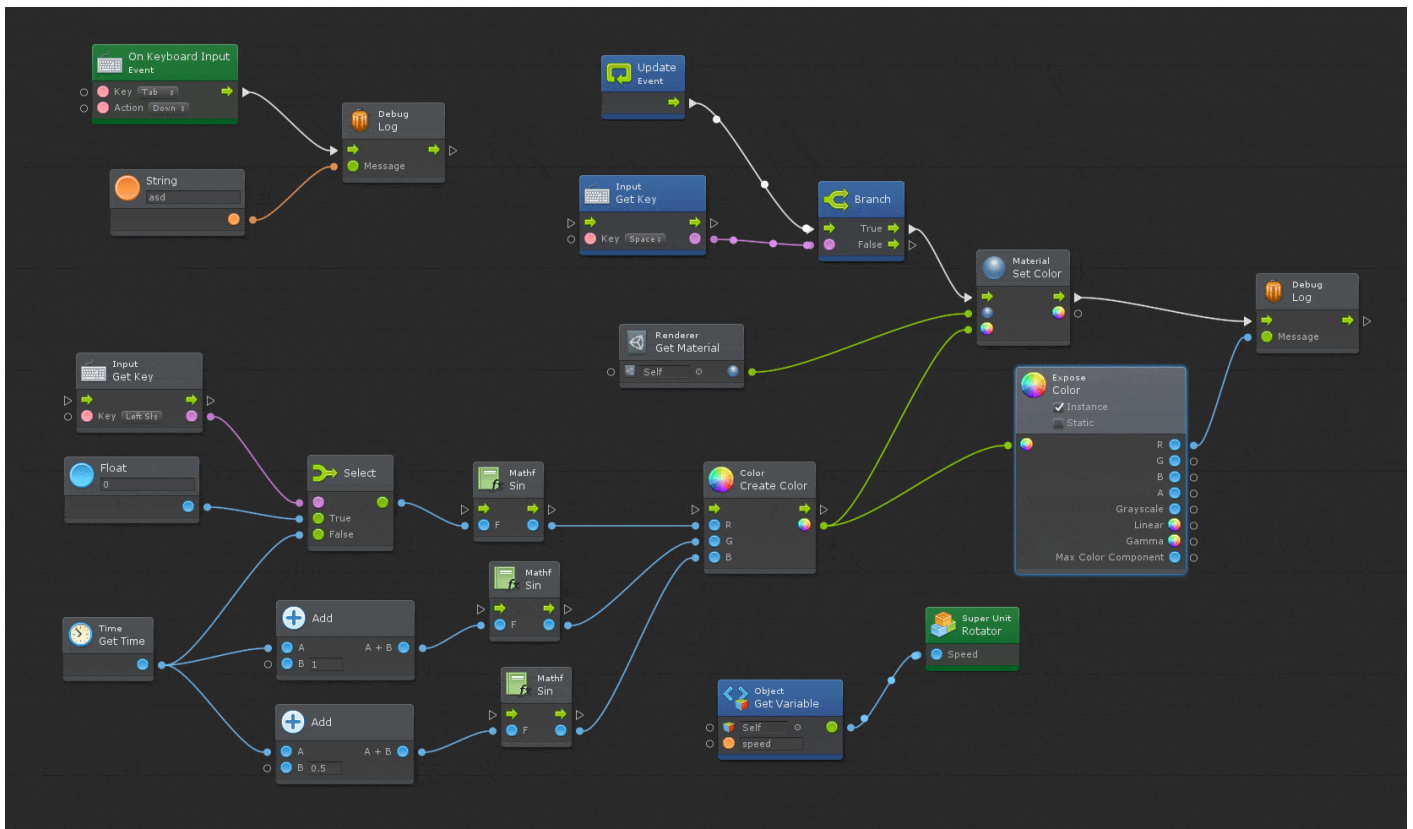 On Keyboard Input
Event
Key Tab
Action Down
Debug
Log
Message
String
asd
Update
Event
Input
Get Key
Key Space
Branch
True
False
Material
Set Color
Debug
Log
Message
Renderer
Get Material
Self
Expose
Color
Instance
Static
R
G
B
A
Grayscale
Linear
Gamma
Max Color Component
Input
Get Key
Key
Float
0
Select
True
False
Mathf
Sin
F
Color
Create Color
R
G
B
Mathf
Sin
F
Time
Get Time
Add
A A + B
B 1
Mathf
Sin
F
Add
A A + B
B 0.5
Super Unit
Rotator
Speed
Object
Get Variable
Self
speed